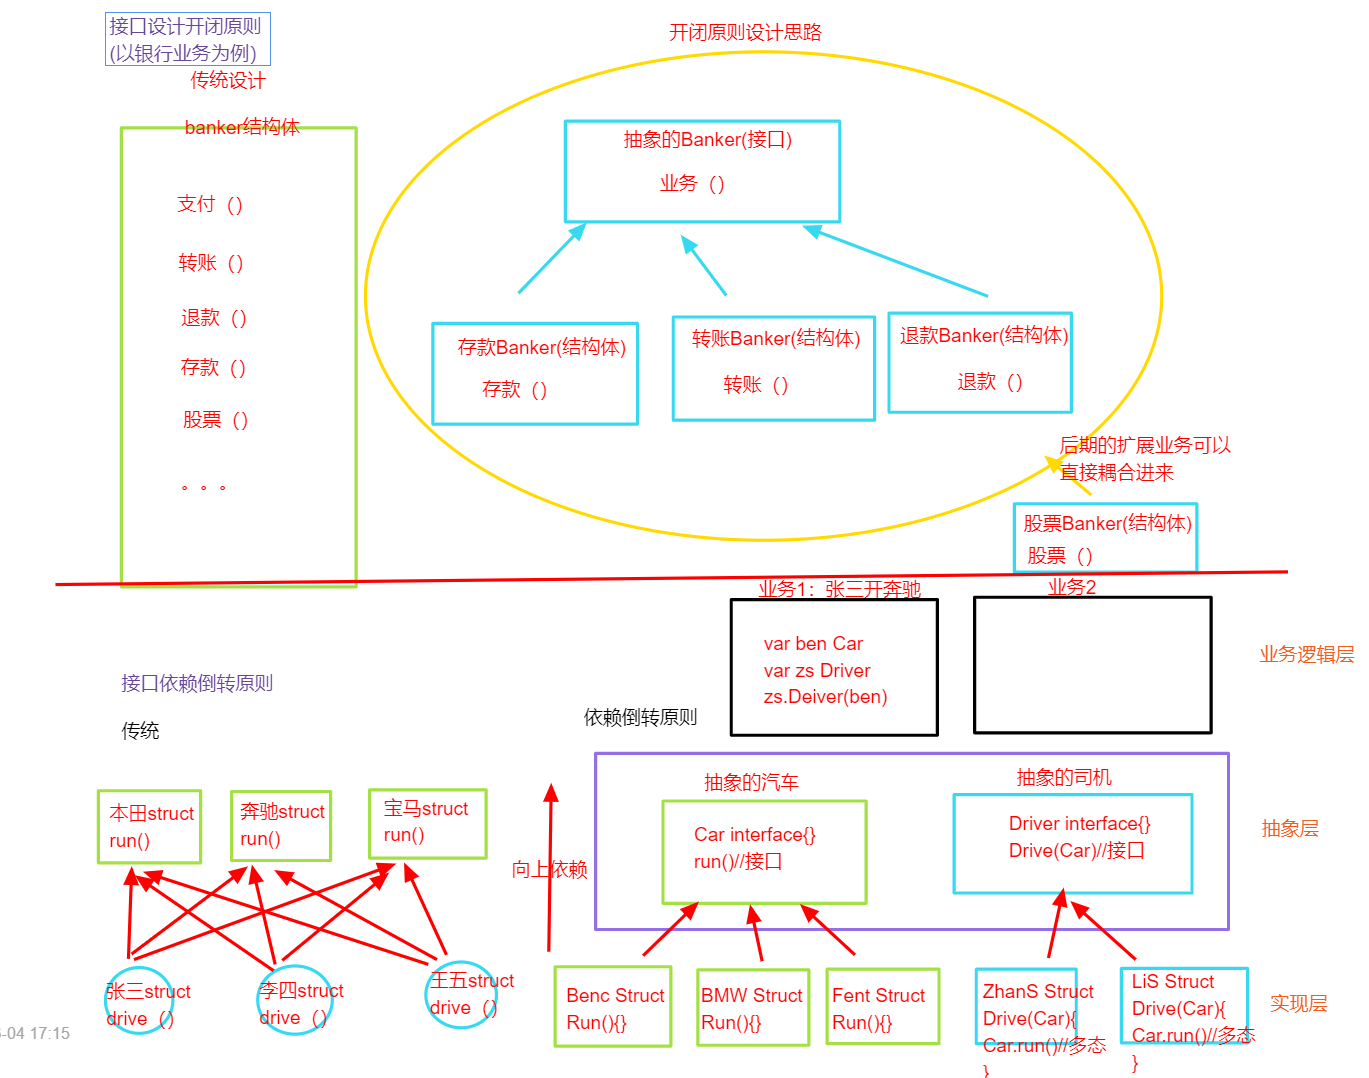 接口设计开闭原则
(以银行业务为例)
传统设计
banker结构体
支付（）
转账（）
退款（）
存款（）
股票（）
。。。
开闭原则设计思路
抽象的Banker(接口)
业务（）
存款Banker(结构体)
存款（）
转账Banker(结构体)
转账（）
退款Banker(结构体)
退款（）
后期的扩展业务可以
直接耦合进来
股票Banker(结构体)
股票（）
业务1：张三开奔驰
var ben Car
var zs Driver
zs.Deiver(ben)
业务2
业务逻辑层
接口依赖倒转原则
传统
本田struct
run()
奔驰struct
run()
宝马struct
run()
张三struct
drive（）
李四struct
drive（）
王五struct
drive（）
依赖倒转原则
向上依赖
抽象的汽车
Car interface{}
run()//接口
抽象的司机
Driver interface{}
Drive(Car)//接口
抽象层
Benc Struct
Run(){}
BMW Struct
Run(){}
Fent Struct
Run(){}
ZhanS Struct
Drive(Car){
Car.run()//多态
}
LiS Struct
Drive(Car){
Car.run()//多态
}
实现层
-04 17:15